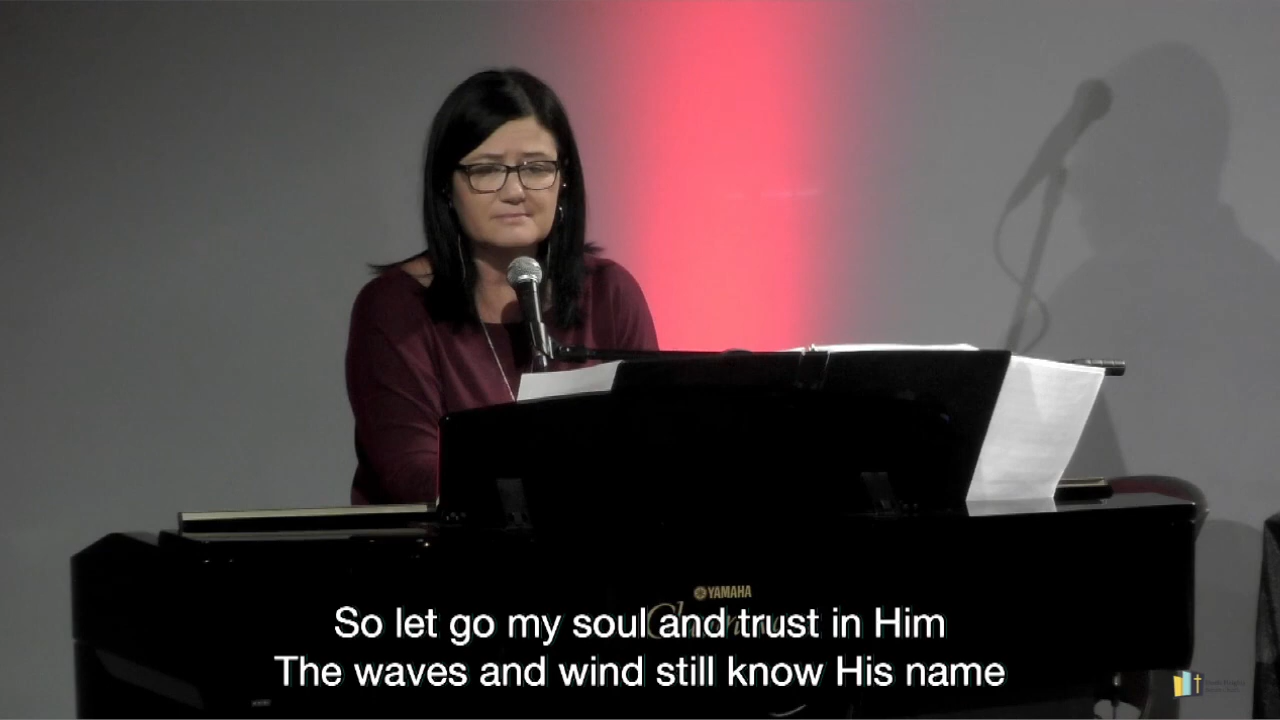 YAMAHA
So let go my soul and trust in Him
The waves and wind still know His name